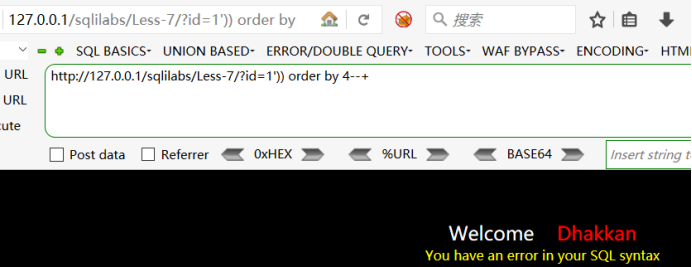 127.0.0.1/sqlilabs/Less-7/?id=1')) order by
搜索
SQL BASICS UNION BASED ERROR/DOUBLE QUERY TOOLS WAF BYPASS ENCODING HTM
URL
http://127.0.0.1/sqlilabs/Less-7/?id=1')) order by 4--+
URL
cute
Post data Referrer 0xHEX %URL BASE64 Insert string t
Welcome Dhakkan
You have an error in your SQL syntax